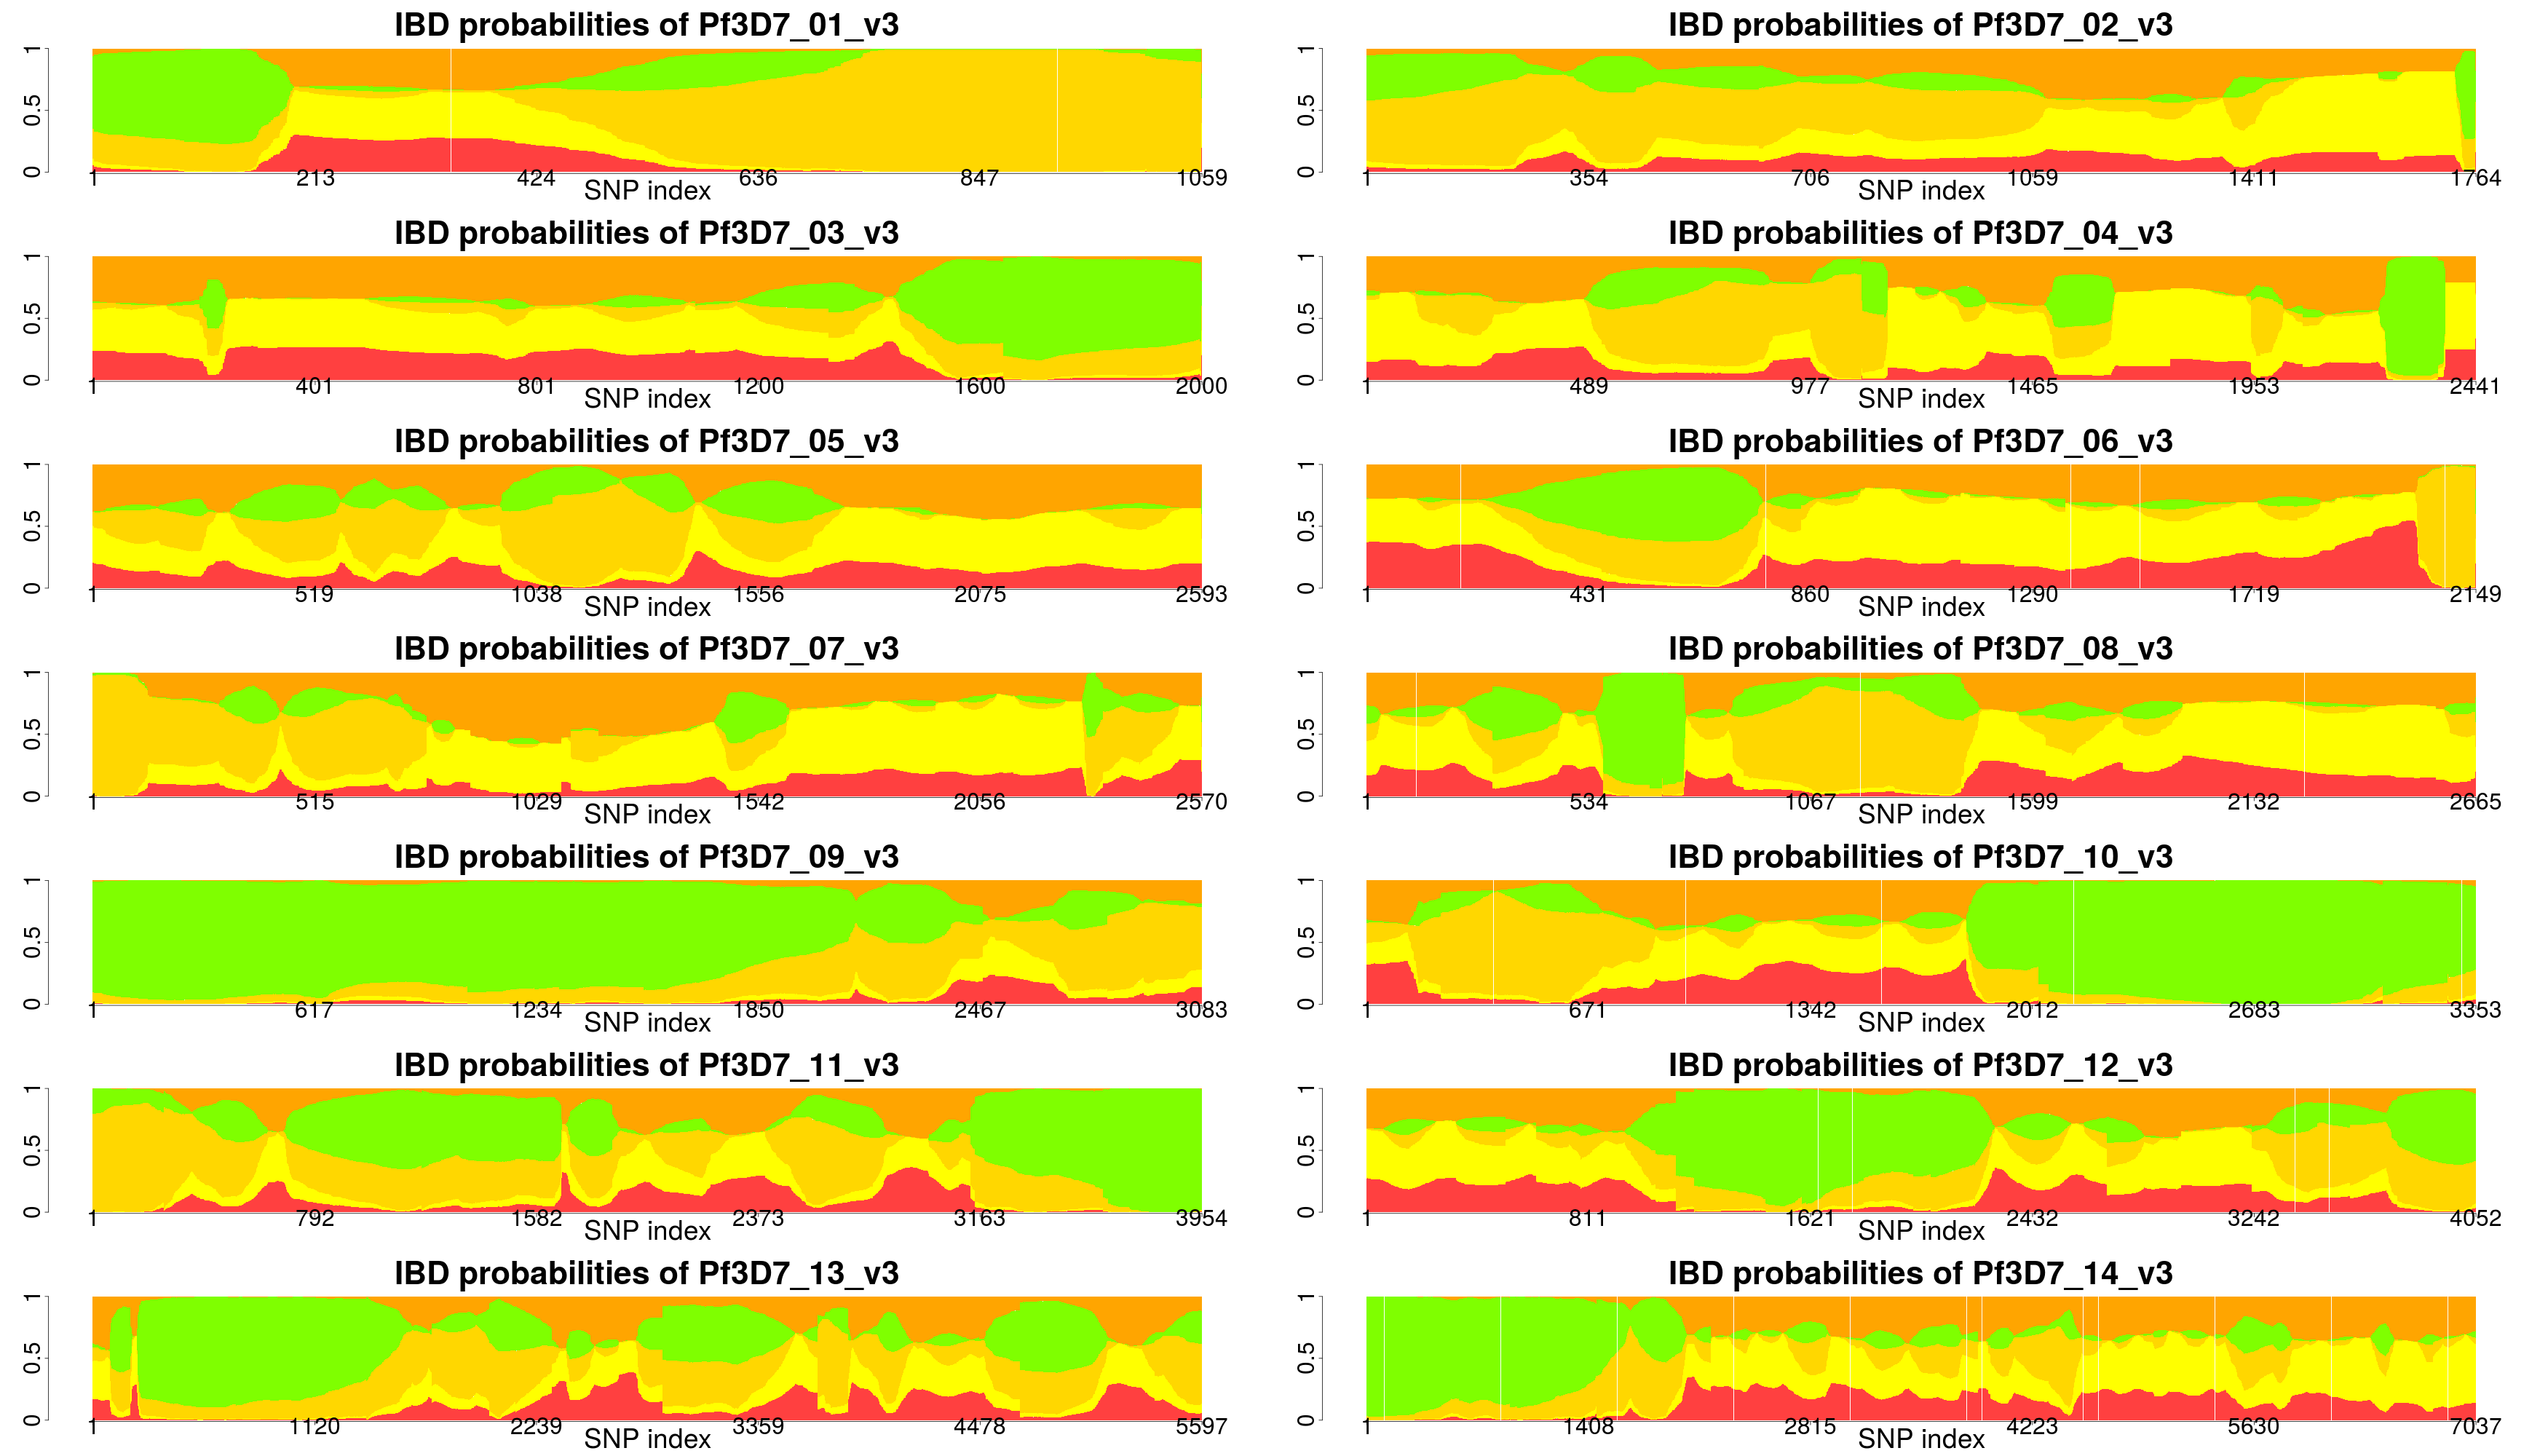 IBD probabilities of Pf3D7_01_v3
0 0.5 1
1 213 424 636 847 1059
SNP index
IBD probabilities of Pf3D7_02_v3
0 0.5 1
1 354 706 1059 1411 1764
SNP index
IBD probabilities of Pf3D7_03_v3
0 0.5 1
1 401 801 1200 1600 2000
SNP index
IBD probabilities of Pf3D7_04_v3
0 0.5 1
1 489 977 1465 1953 2441
SNP index
IBD probabilities of Pf3D7_05_v3
0 0.5 1
1 519 1038 1556 2075 2593
SNP index
IBD probabilities of Pf3D7_06_v3
0 0.5 1
1 431 860 1290 1719 2149
SNP index
IBD probabilities of Pf3D7_07_v3
0 0.5 1
1 515 1029 1542 2056 2570
SNP index
IBD probabilities of Pf3D7_08_v3
0 0.5 1
1 534 1067 1599 2132 2665
SNP index
IBD probabilities of Pf3D7_09_v3
0 0.5 1
1 617 1234 1850 2467 3083
SNP index
IBD probabilities of Pf3D7_10_v3
0 0.5 1
1 671 1342 2012 2683 3353
SNP index
IBD probabilities of Pf3D7_11_v3
0 0.5 1
1 792 1582 2373 3163 3954
SNP index
IBD probabilities of Pf3D7_12_v3
0 0.5 1
1 811 1621 2432 3242 4052
SNP index
IBD probabilities of Pf3D7_13_v3
0 0.5 1
1 1120 2239 3359 4478 5597
SNP index
IBD probabilities of Pf3D7_14_v3
0 0.5 1
1 1408 2815 4223 5630 7037
SNP index